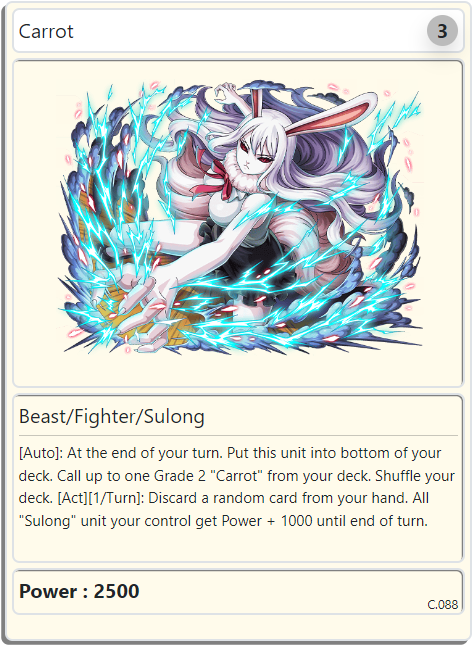 Carrot
3
Beast/Fighter/Sulong
[Auto]: At the end of your turn. Put this unit into bottom of your
deck. Call up to one Grade 2 "Carrot" from your deck. Shuffle your
deck. [Act][1/Turn]: Discard a random card from your hand. All
"Sulong" unit your control get Power + 1000 until end of turn.
Power : 2500
C.088